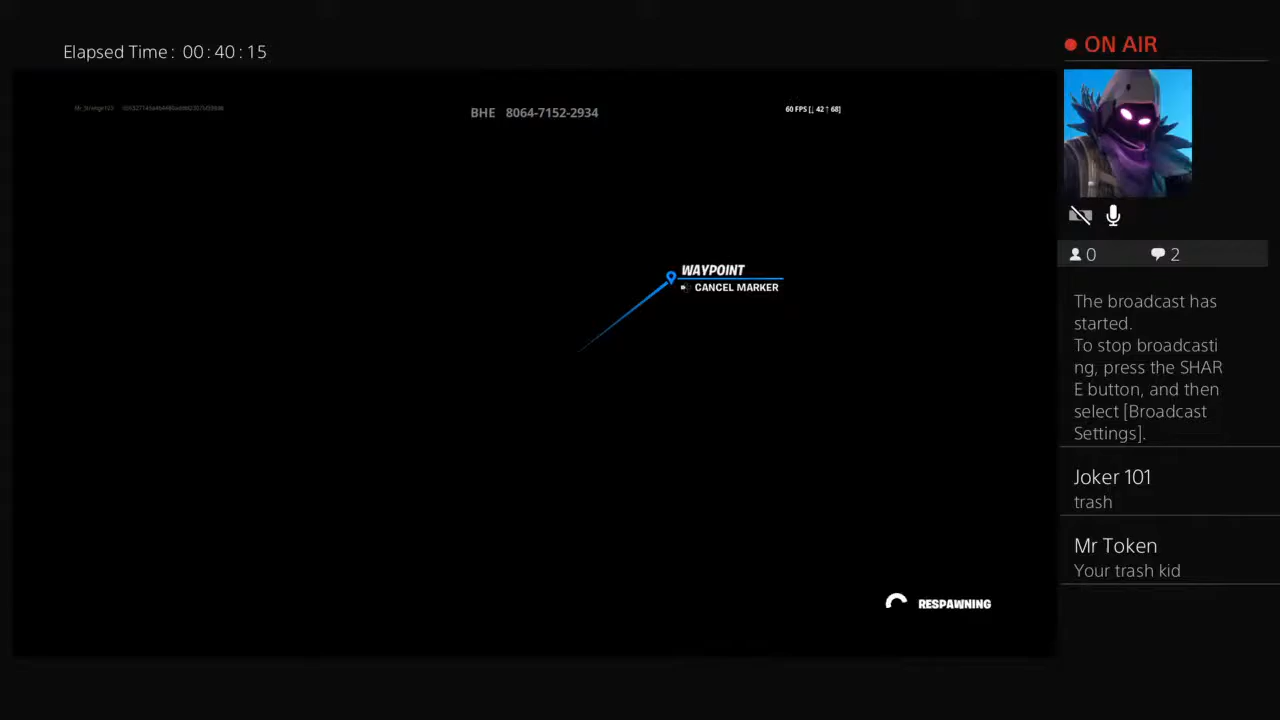 Elapsed Time: 00:40:15
ON AIR
BHE 8064-7152-2934
60 FPS [↓ 42 ↑ 68]
WAYPOINT
CANCEL MARKER
0
2
The broadcast has
started.
To stop broadcasti
ng, press the SHAR
E button, and then
select [Broadcast
Settings].
Joker 101
trash
Mr Token
Your trash kid
RESPAWNING